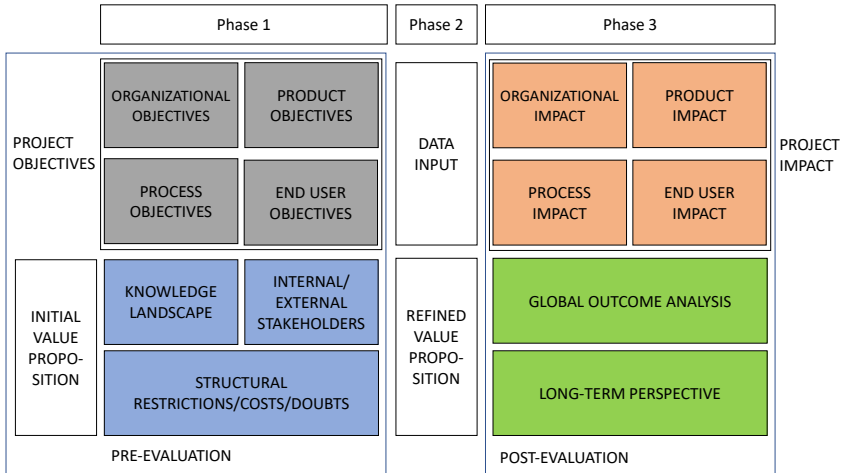 Phase 1
Phase 2
Phase 3
PROJECT
OBJECTIVES
ORGANIZATIONAL
OBJECTIVES
PRODUCT
OBJECTIVES
PROCESS
OBJECTIVES
END USER
OBJECTIVES
DATA
INPUT
ORGANIZATIONAL
IMPACT
PRODUCT
IMPACT
PROCESS
IMPACT
END USER
IMPACT
PROJECT
IMPACT
INITIAL
VALUE
PROPO-
SITION
KNOWLEDGE
LANDSCAPE
INTERNAL/
EXTERNAL
STAKEHOLDERS
STRUCTURAL
RESTRICTIONS/COSTS/DOUBTS
REFINED
VALUE
PROPO-
SITION
GLOBAL OUTCOME ANALYSIS
LONG-TERM PERSPECTIVE
PRE-EVALUATION
POST-EVALUATION